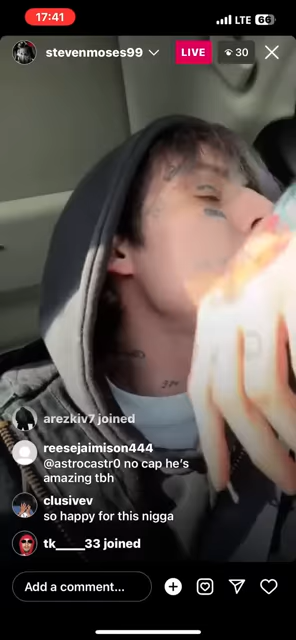 17:41
LTE 66
stevenmoses99
LIVE
30
arezkiv7 joined
reesejaimison444
@astrocastr0 no cap he's
amazing tbh
clusivev
so happy for this nigga
tk____33 joined
Add a comment...